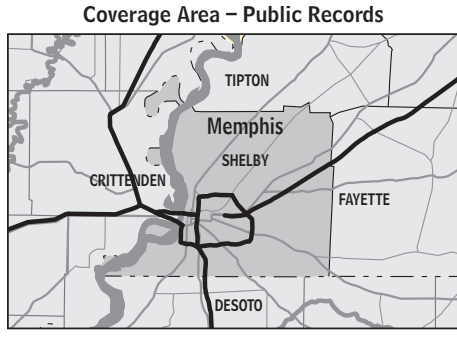 Coverage Area – Public Records
TIPTON
Memphis
SHELBY
CRITTENDEN
FAYETTE
DESOTO